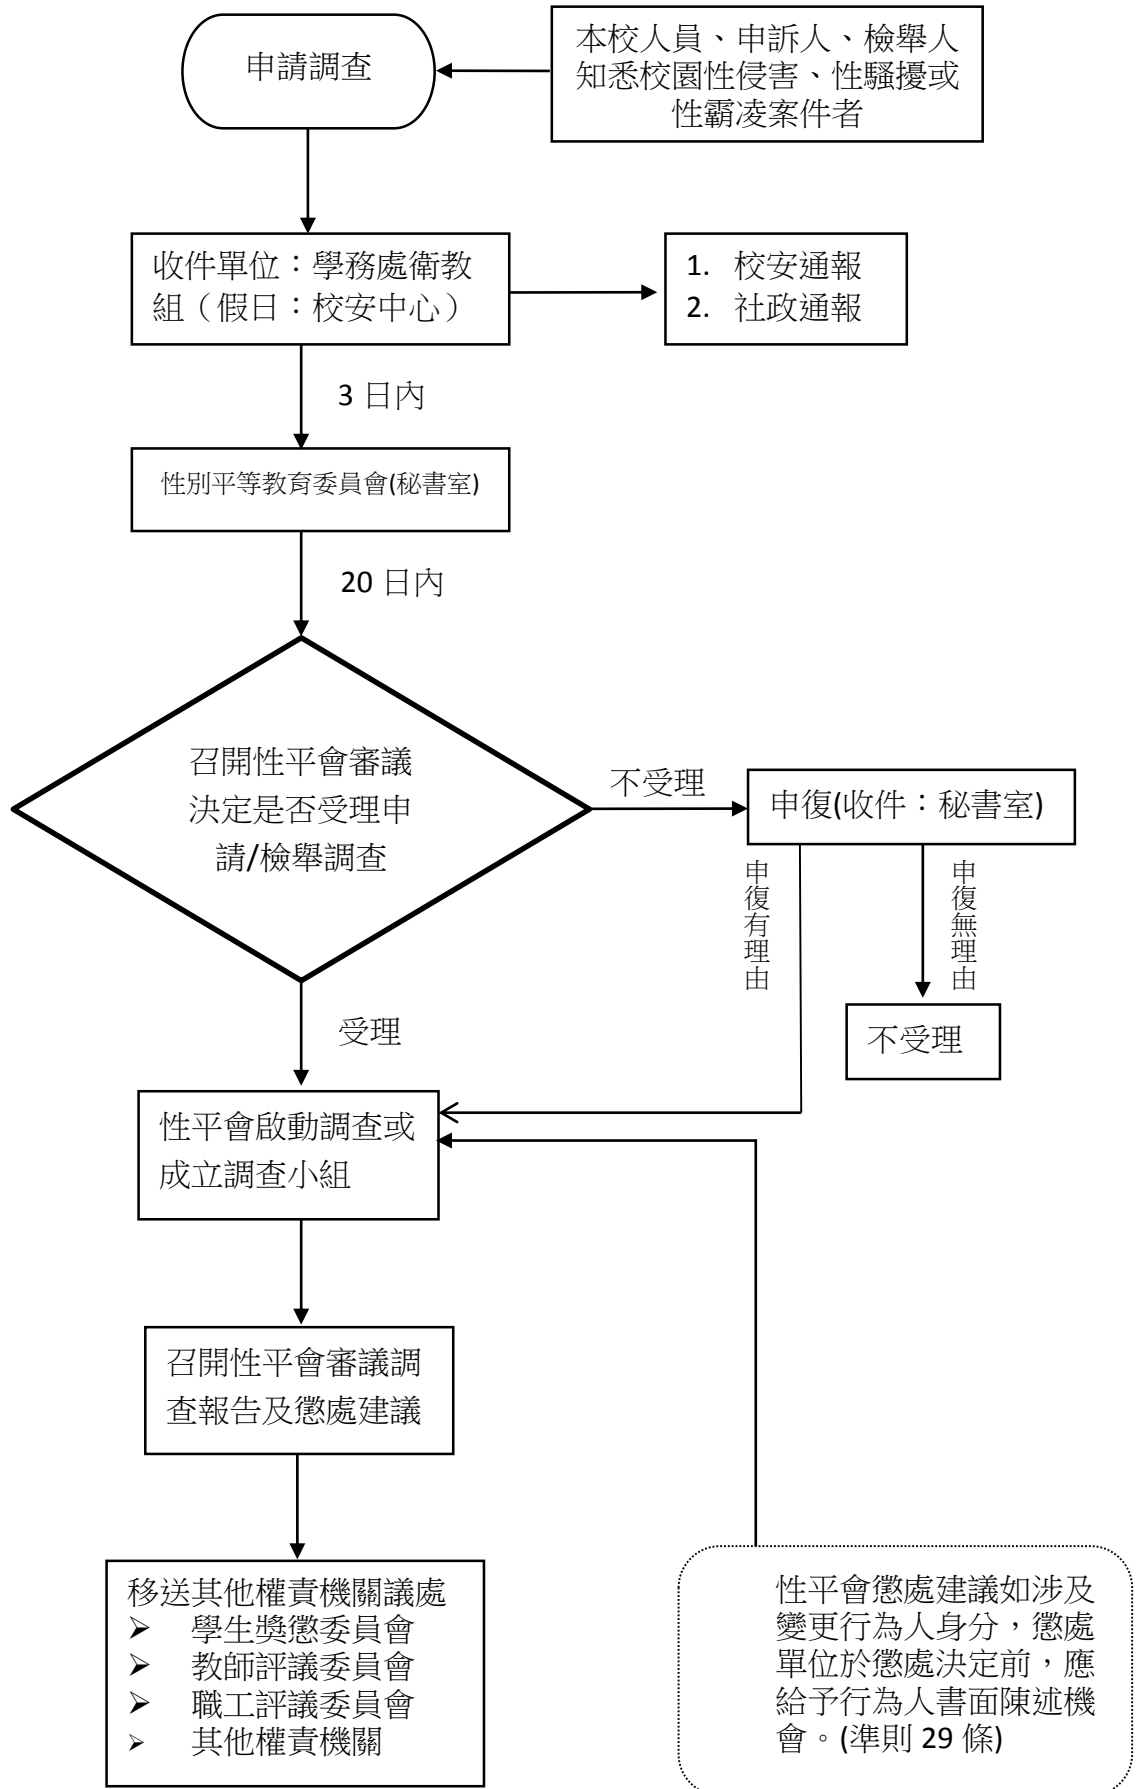 申請調查
本校人員、申訴人、檢舉人
知悉校園性侵害、性騷擾或
性霸凌案件者
收件單位：學務處衛教
組（假日：校安中心）
1. 校安通報
2. 社政通報
3 日內
性別平等教育委員會(秘書室)
20 日內
召開性平會審議
決定是否受理申
請/檢舉調查
不受理
申復(收件：秘書室)
申復有理由
申復無理由
不受理
受理
性平會啟動調查或
成立調查小組
召開性平會審議調
查報告及懲處建議
移送其他權責機關議處
➢ 學生獎懲委員會
➢ 教師評議委員會
➢ 職工評議委員會
➢ 其他權責機關
性平會懲處建議如涉及
變更行為人身分，懲處
單位於懲處決定前，應
給予行為人書面陳述機
會。(準則 29 條)